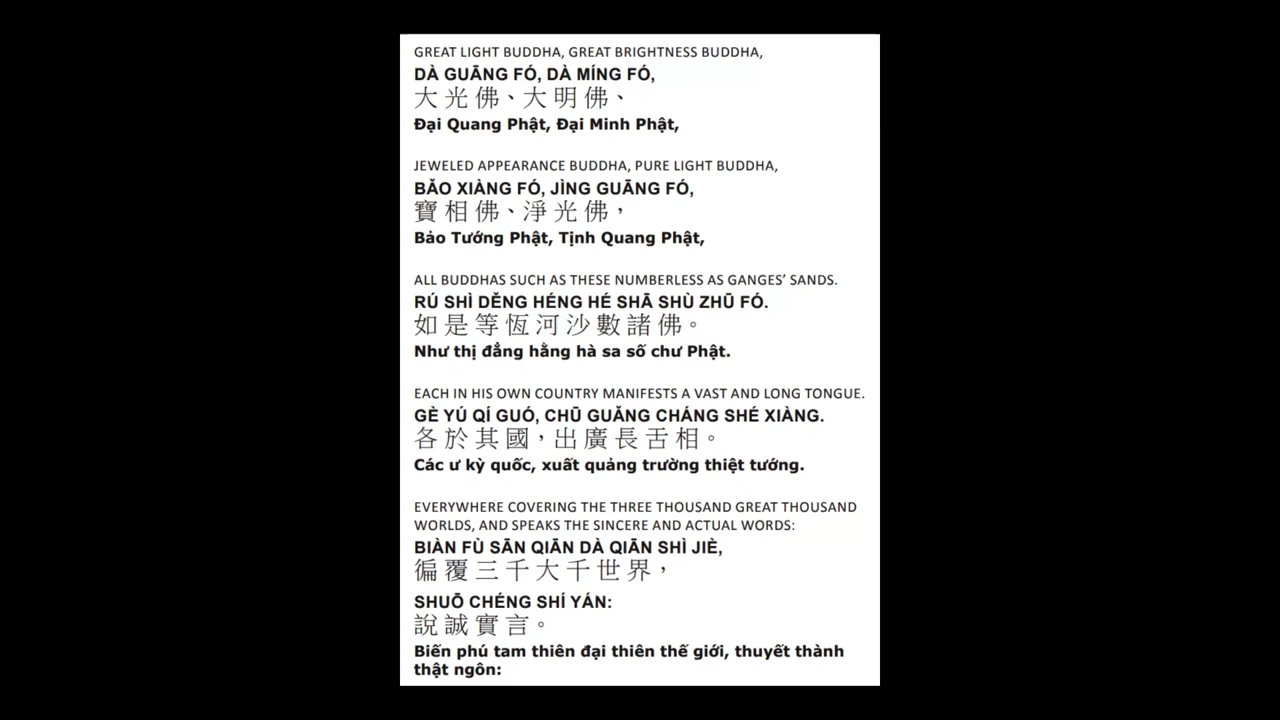 GREAT LIGHT BUDDHA, GREAT BRIGHTNESS BUDDHA,
DÀ GUĀNG FÓ, DÀ MÍNG FÓ,
大光佛、大明佛、
Đại Quang Phật, Đại Minh Phật,
JEWELED APPEARANCE BUDDHA, PURE LIGHT BUDDHA,
BǍO XIÀNG FÓ, JÌNG GUĀNG FÓ,
寶相佛、淨光佛，
Bảo Tướng Phật, Tịnh Quang Phật,
ALL BUDDHAS SUCH AS THESE NUMBERLESS AS GANGES’ SANDS.
RÚ SHÌ DĚNG HÉNG HÉ SHĀ SHÙ ZHŪ FÓ.
如是等恆河沙數諸佛。
Như thị đẳng hằng hà sa số chư Phật.
EACH IN HIS OWN COUNTRY MANIFESTS A VAST AND LONG TONGUE.
GÈ YÚ QÍ GUÓ, CHŪ GUǍNG CHÁNG SHÉ XIÀNG.
各於其國，出廣長舌相。
Các ư kỳ quốc, xuất quảng trường thiệt tướng.
EVERYWHERE COVERING THE THREE THOUSAND GREAT THOUSAND
WORLDS, AND SPEAKS THE SINCERE AND ACTUAL WORDS:
BIÀN FÙ SĀN QIĀN DÀ QIĀN SHÌ JIÈ,
徧覆三千大千世界，
SHUŌ CHÉNG SHÍ YÁN:
說誠實言。
Biến phú tam thiên đại thiên thế giới, thuyết thành
thật ngôn: